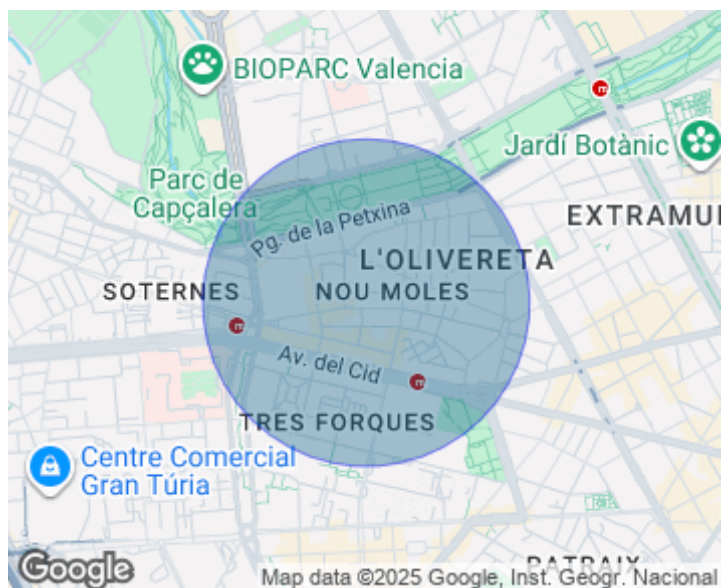 BIOPARC Valencia
Jardí Botànic
Parc de
Capçalera
Pg. de la Petxina
EXTRAMU
L'OLIVERETA
SOTERNES
NOU MOLES
Av. del Cid
TRES FORQUES
Centre Comercial
Gran Túria
PATRAIX
Google
Map data ©2025 Google, Inst. Geogr. Nacional